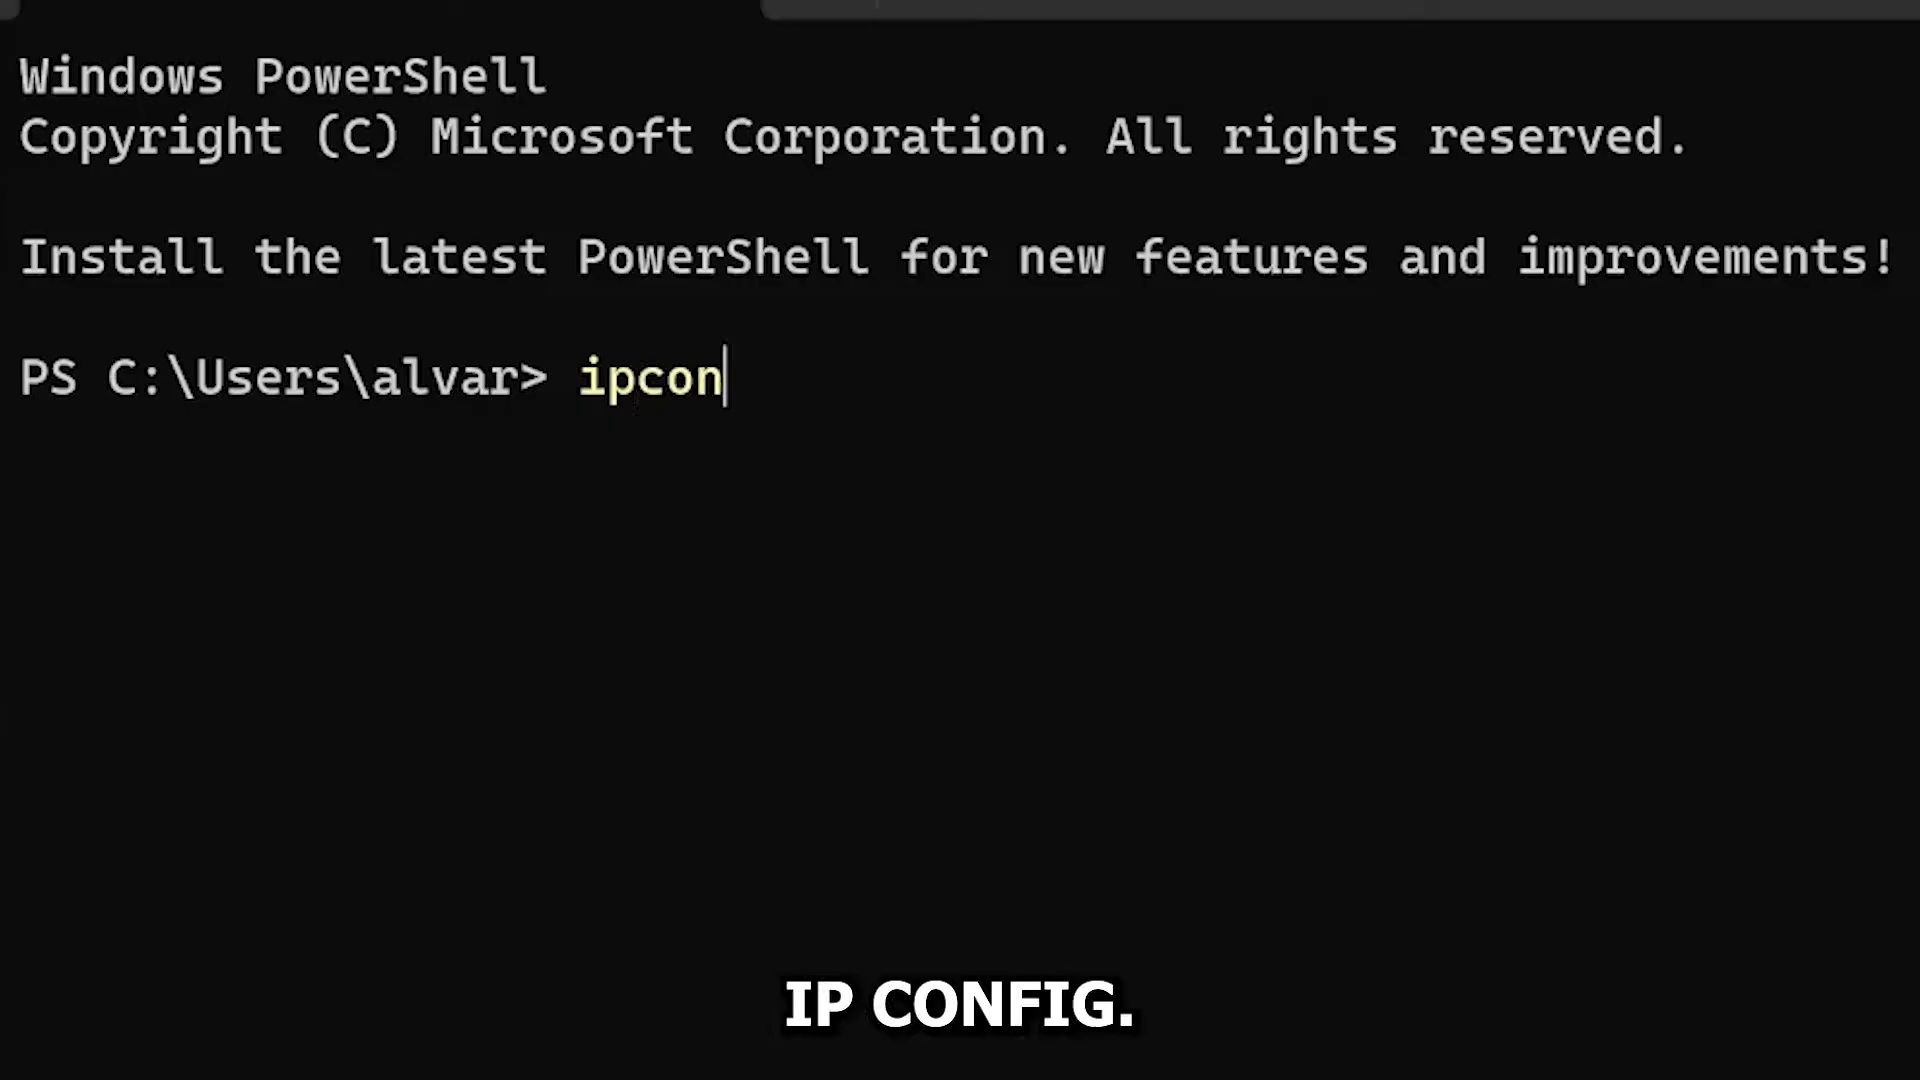 Windows PowerShell
Copyright (C) Microsoft Corporation. All rights reserved.
Install the latest PowerShell for new features and improvements!
PS C:\Users\alvar> ipcon
IP CONFIG.